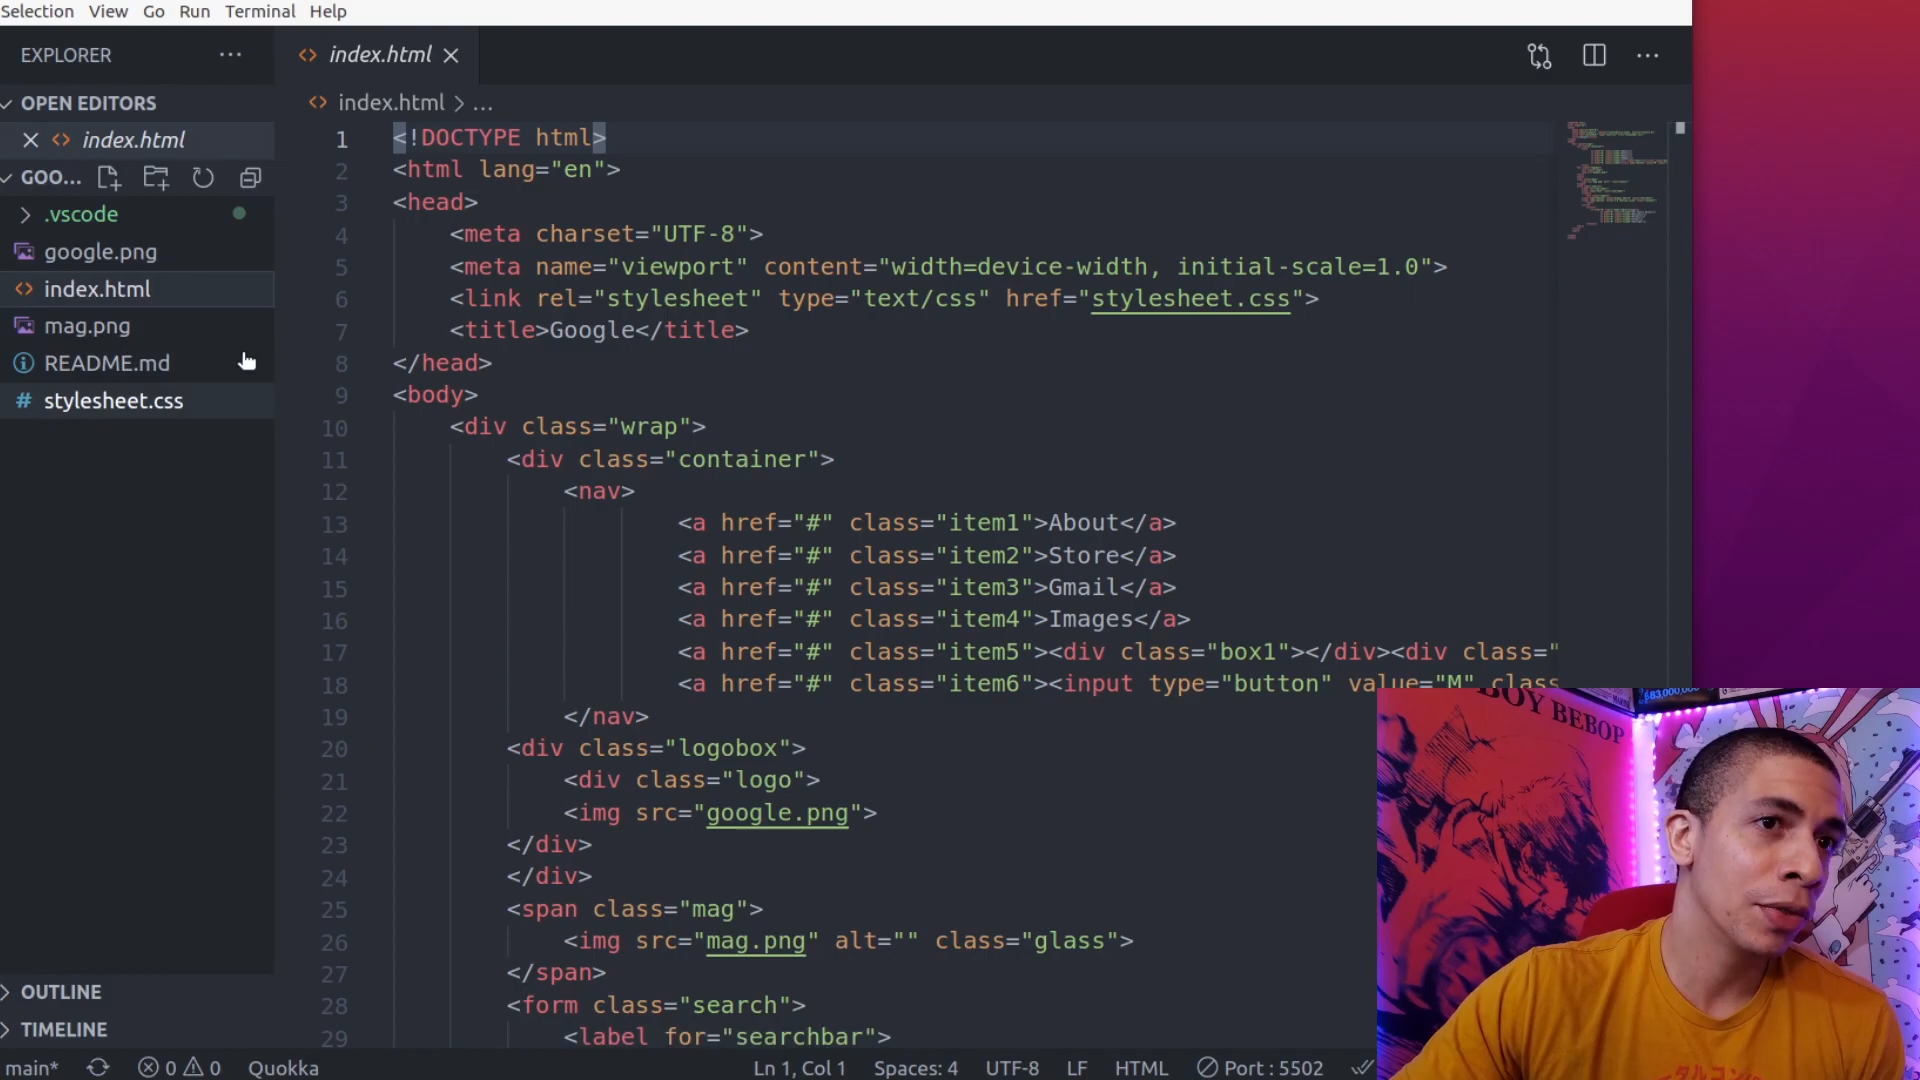 Selection View Go Run Terminal Help
EXPLORER ...
index.html
OPEN EDITORS
index.html
index.html > ...
GOO...
.vscode
google.png
index.html
mag.png
README.md
stylesheet.css
1 <!DOCTYPE html>
2 <html lang="en">
3 <head>
4 <meta charset="UTF-8">
5 <meta name="viewport" content="width=device-width, initial-scale=1.0">
6 <link rel="stylesheet" type="text/css" href="stylesheet.css">
7 <title>Google</title>
8 </head>
9 <body>
10 <div class="wrap">
11 <div class="container">
12 <nav>
13 <a href="#" class="item1">About</a>
14 <a href="#" class="item2">Store</a>
15 <a href="#" class="item3">Gmail</a>
16 <a href="#" class="item4">Images</a>
17 <a href="#" class="item5"><div class="box1"></div><div class="
18 <a href="#" class="item6"><input type="button" value="M" class
19 </nav>
20 <div class="logobox">
21 <div class="logo">
22 <img src="google.png">
23 </div>
24 </div>
25 <span class="mag">
26 <img src="mag.png" alt="" class="glass">
27 </span>
28 <form class="search">
29 <label for="searchbar">
OUTLINE
TIMELINE
main* 0 0 Quokka Ln 1, Col 1 Spaces: 4 UTF-8 LF HTML Port : 5502
BOY BEBOP